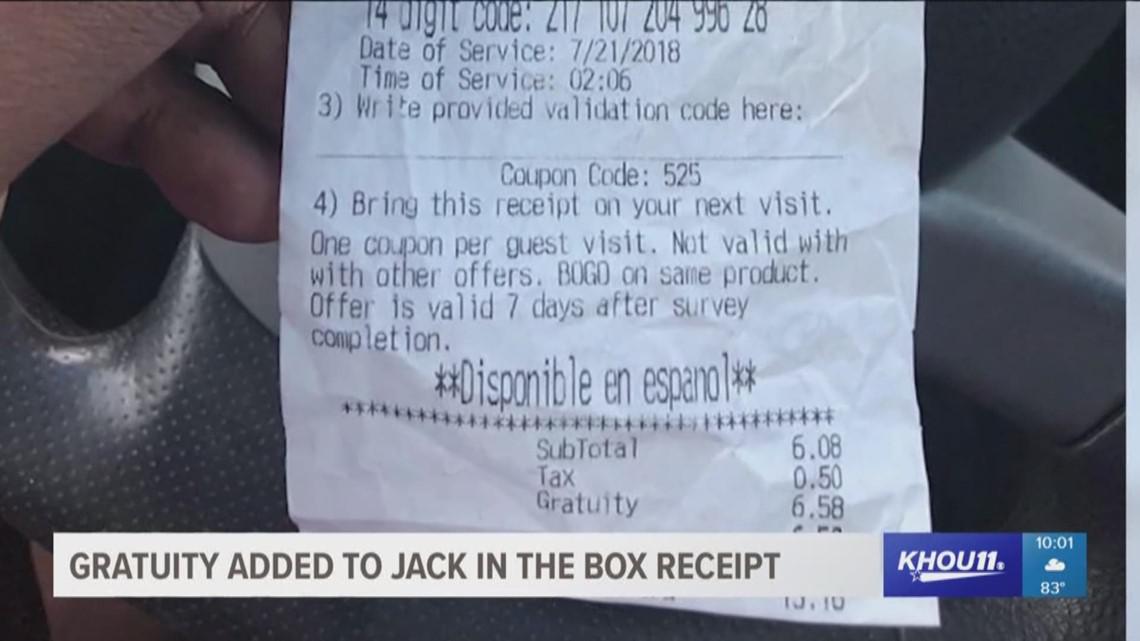 14 digit code: 217 107 204 996 28
Date of Service: 7/21/2018
Time of Service: 02:06
3) Write provided validation code here:
Coupon Code: 525
4) Bring this receipt on your next visit.
One coupon per guest visit. Not valid with
with other offers. BOGO on same product.
Offer is valid 7 days after survey
completion.
**Disponible en espanol**
************************************
SubTotal 6.08
Tax 0.50
Gratuity 6.58
GRATUITY ADDED TO JACK IN THE BOX RECEIPT
KHOU11
10:01
83°